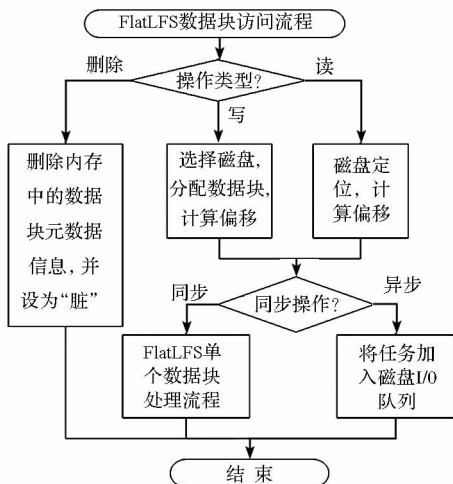 FlatLFS数据块访问流程
操作类型?
删除
写
读
删除内存
中的数据
块元数据
信息,并
设为“脏”
选择磁盘,
分配数据块,
计算偏移
磁盘定
位,计
算偏移
同步操作?
同步
异步
FlatLFS单
个数据块
处理流程
将任务加
入磁盘I/0
队列
结 束